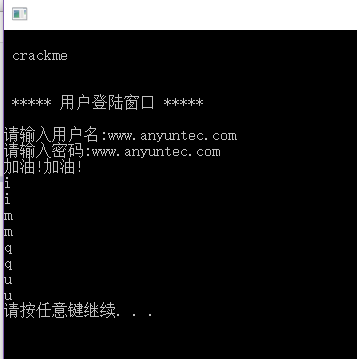 crackme
***** 用户登陆窗口 *****
请输入用户名:www.anyuntec.com
请输入密码:www.anyuntec.com
加油!加油!
i
i
m
m
q
q
u
u
请按任意键继续. . .